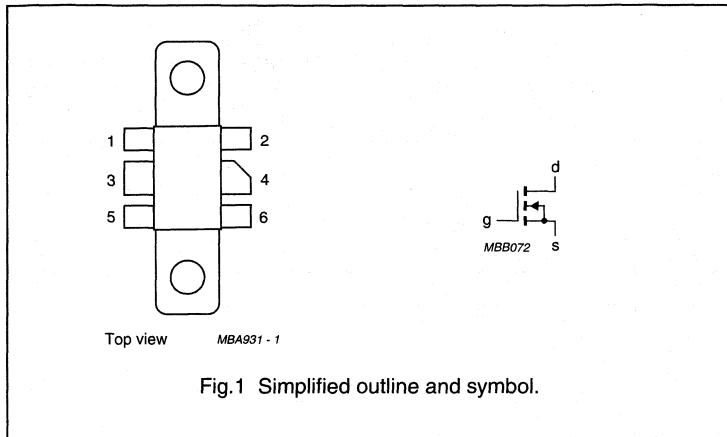 1 2
3 4
5 6
d
g
MBB072 s
Top view MBA931 - 1
Fig.1 Simplified outline and symbol.